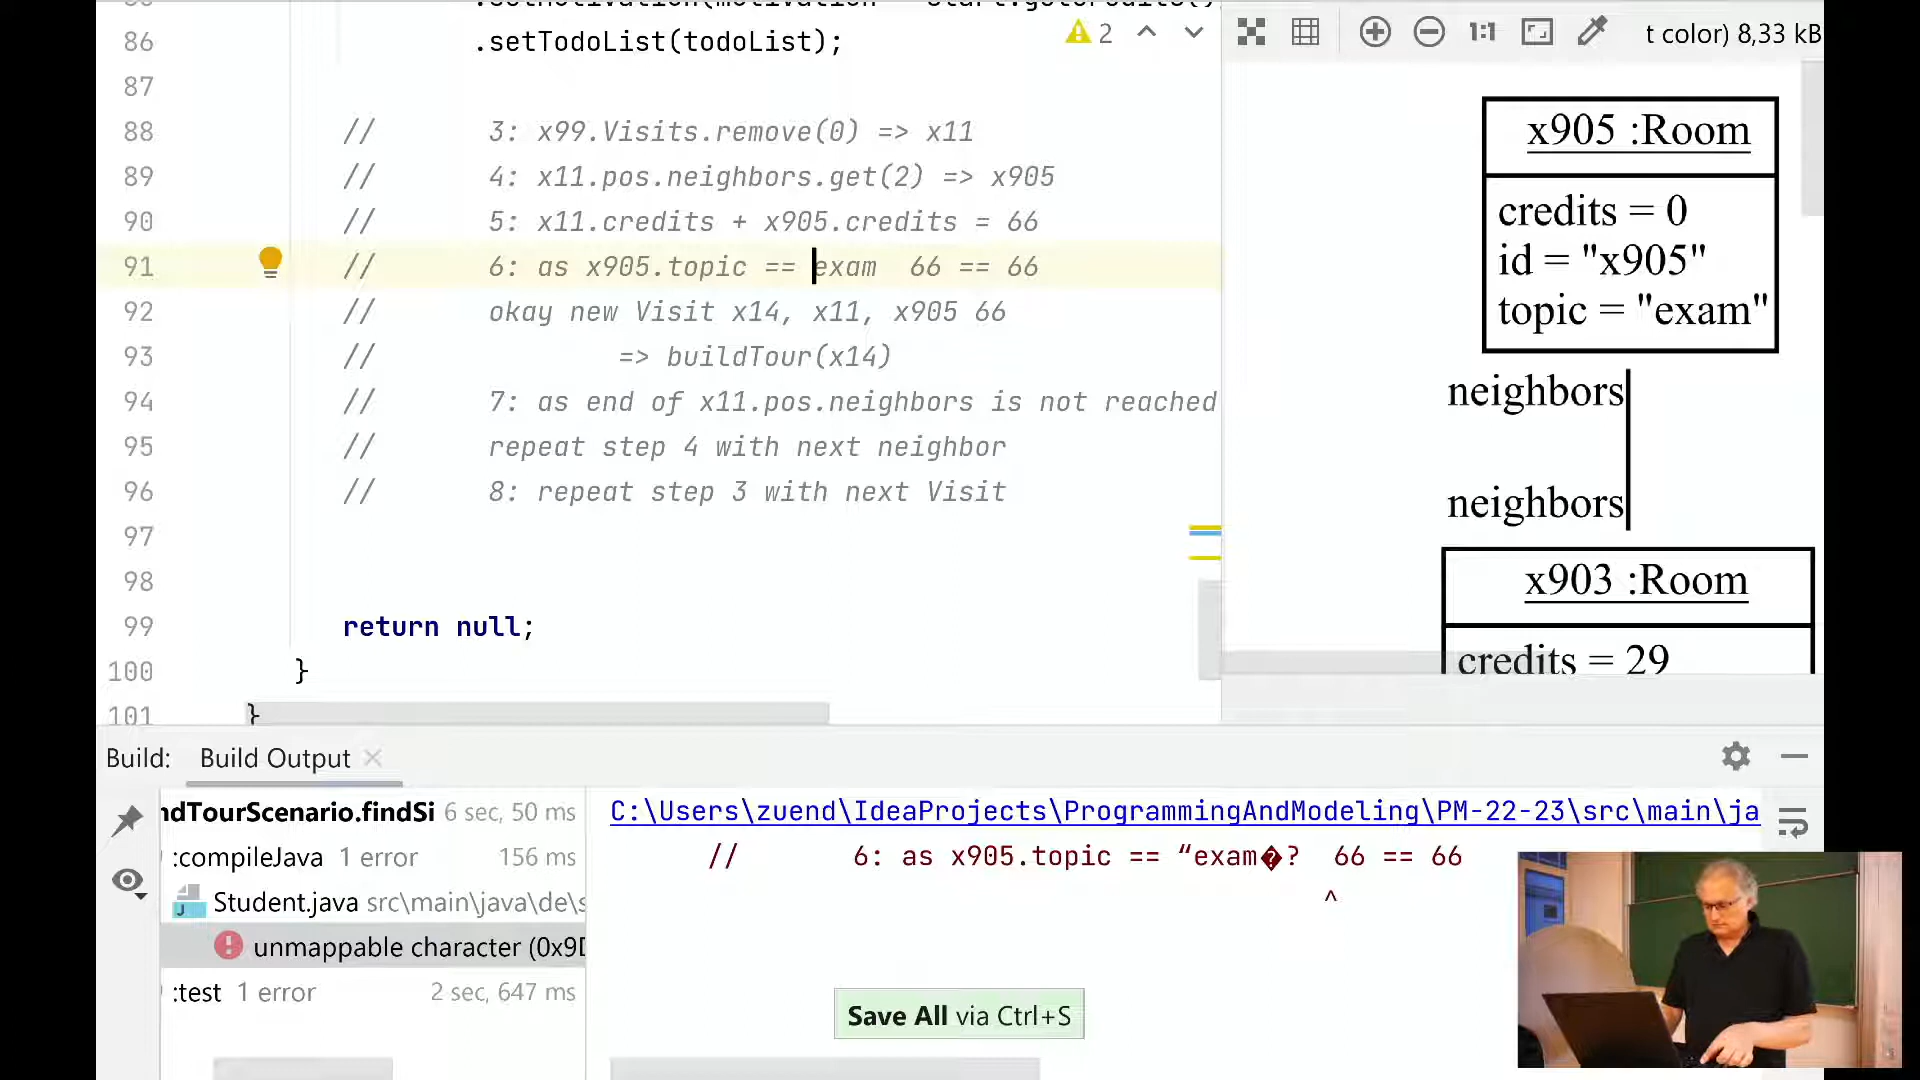 86 .setTodoList(todoList);
2
t color) 8,33 kB
87
88 // 3: x99.Visits.remove(0) => x11
89 // 4: x11.pos.neighbors.get(2) => x905
90 // 5: x11.credits + x905.credits = 66
91 // 6: as x905.topic == exam 66 == 66
92 // okay new Visit x14, x11, x905 66
93 // => buildTour(x14)
94 // 7: as end of x11.pos.neighbors is not reached
95 // repeat step 4 with next neighbor
96 // 8: repeat step 3 with next Visit
97
98
99 return null;
100 }
101 }
1:1
x905 :Room
credits = 0
id = "x905"
topic = "exam"
neighbors
neighbors
x903 :Room
credits = 29
Build: Build Output
ndTourScenario.findSi 6 sec, 50 ms
:compileJava 1 error 156 ms
Student.java src\main\java\de\s
unmappable character (0x9D
:test 1 error 2 sec, 647 ms
C:\Users\zuend\IdeaProjects\ProgrammingAndModeling\PM-22-23\src\main\ja
// 6: as x905.topic == “exam�? 66 == 66
^
Save All via Ctrl+S